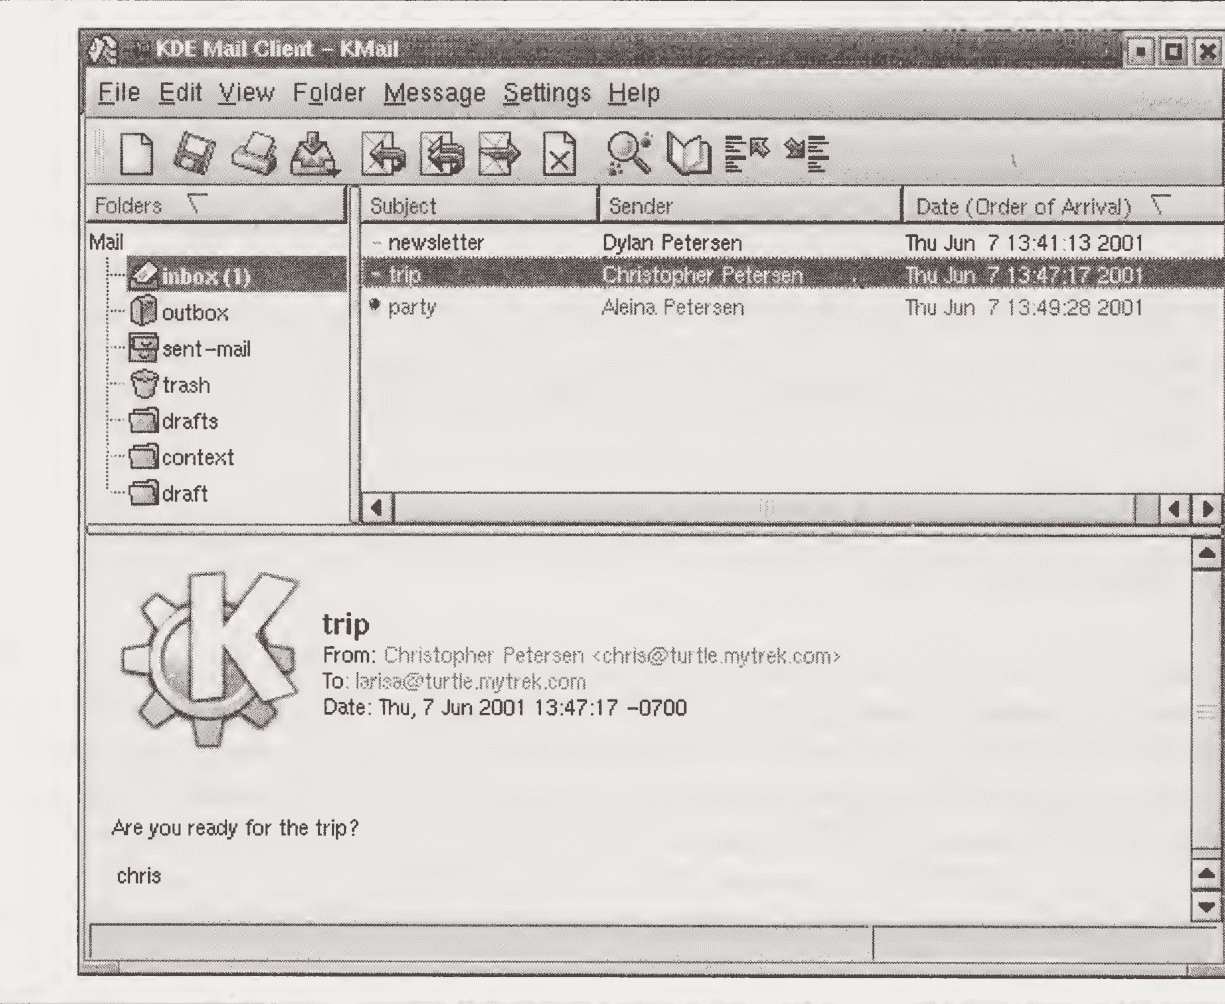 KDE Mail Client - KMail
File Edit View Folder Message Settings Help
Folders Subject Sender Date (Order of Arrival)
Mail
inbox (1)
outbox
sent-mail
trash
drafts
context
draft
newsletter Dylan Petersen Thu Jun 7 13:41:13 2001
trip Christopher Petersen Thu Jun 7 13:47:17 2001
party Aleina Petersen Thu Jun 7 13:49:28 2001
K
trip
From: Christopher Petersen <chris@turtle.mytrek.com>
To: larisa@turtle.mytrek.com
Date: Thu, 7 Jun 2001 13:47:17 -0700
Are you ready for the trip?
chris